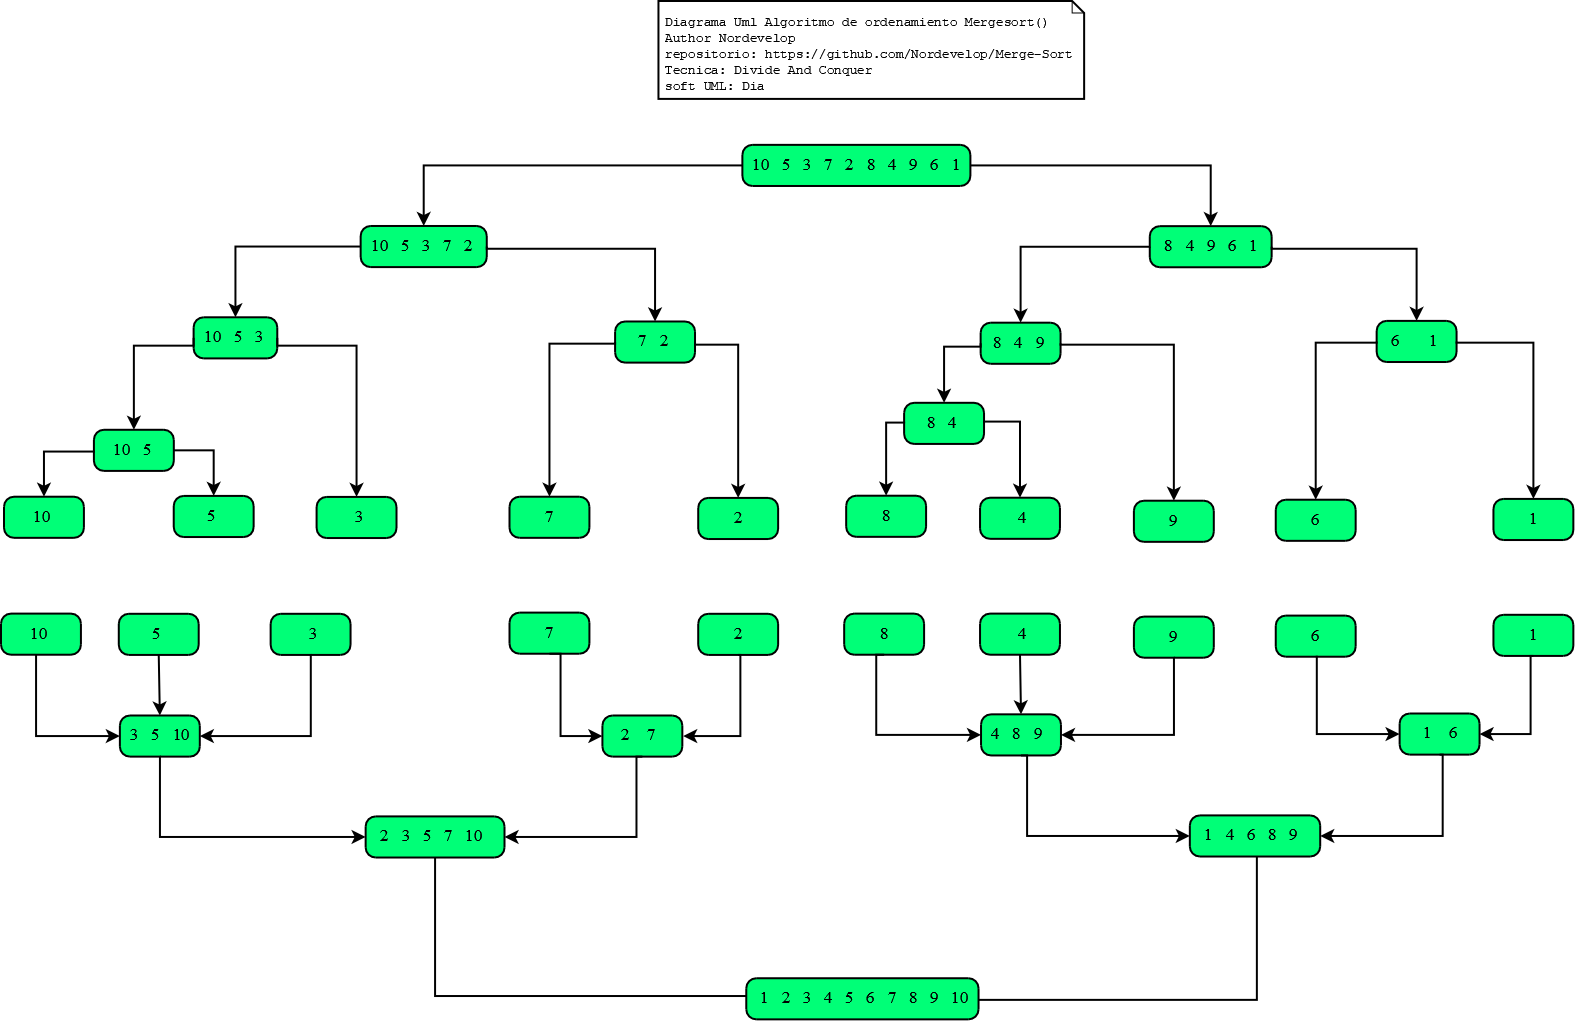 Diagrama Uml Algoritmo de ordenamiento Mergesort()
Author Nordevelop
repositorio: https://github.com/Nordevelop/Merge-Sort
Tecnica: Divide And Conquer
soft UML: Dia
10 5 3 7 2 8 4 9 6 1
10 5 3 7 2
8 4 9 6 1
10 5 3
7 2
8 4 9
6 1
8 4
10 5
10
5
3
7
2
8
4
9
6
1
10
5
3
7
2
8
4
9
6
1
3 5 10
2 7
4 8 9
1 6
2 3 5 7 10
1 4 6 8 9
1 2 3 4 5 6 7 8 9 10